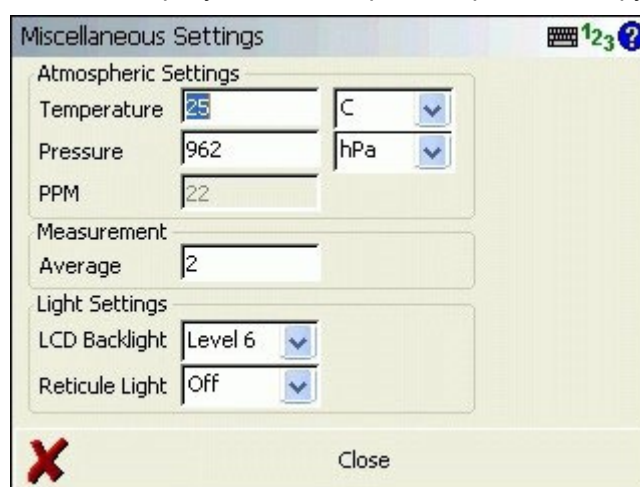 Miscellaneous Settings 123 ?
Atmospheric Settings
Temperature 25 C
Pressure 962 hPa
PPM 22
Measurement
Average 2
Light Settings
LCD Backlight Level 6
Reticule Light Off
Close